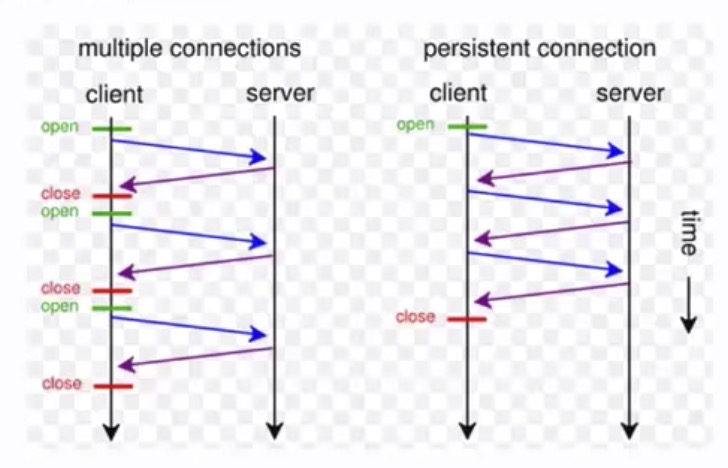 multiple connections
client server
open
close
open
close
open
close
persistent connection
client server
open
close
time